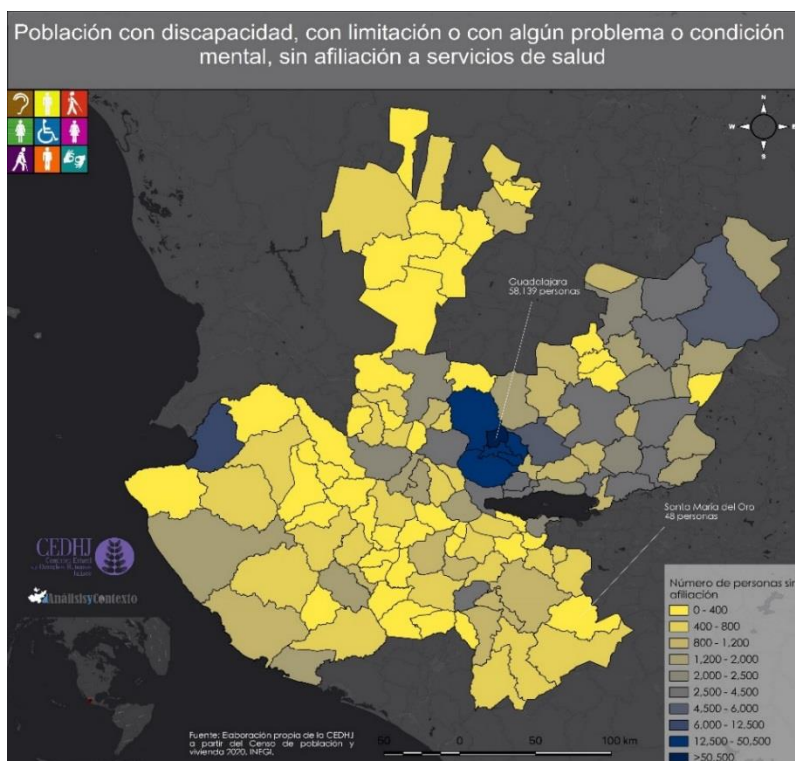 Población con discapacidad, con limitación o con algún problema o condición
mental, sin afiliación a servicios de salud
N
W
E
S
Guadalajara
58,139 personas
Santa María del Oro
48 personas
CEDHJ
AnálisisyContexto
Número de personas sin
afiliación
0 - 400
400 - 800
800 - 1,200
1,200 - 2,000
2,000 - 2,500
2,500 - 4,500
4,500 - 6,000
6,000 - 12,500
12,500 - 50,500
>50,500
Fuente: Elaboración propia de la CEDHJ
a partir del Censo de población y
vivienda 2020, INEGI.
50 0 50 100 km